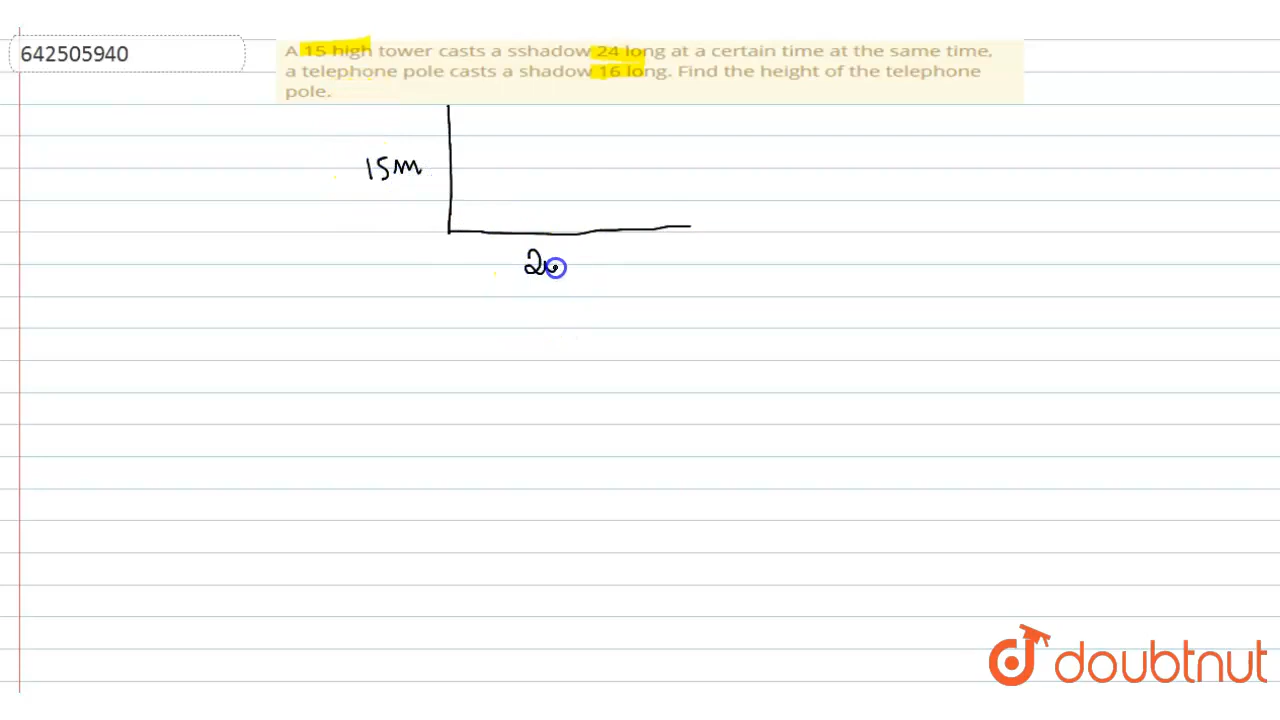 642505940
A 15 high tower casts a sshadow 24 long at a certain time at the same time,
a telephone pole casts a shadow 16 long. Find the height of the telephone
pole.
15m
2
doubtnut